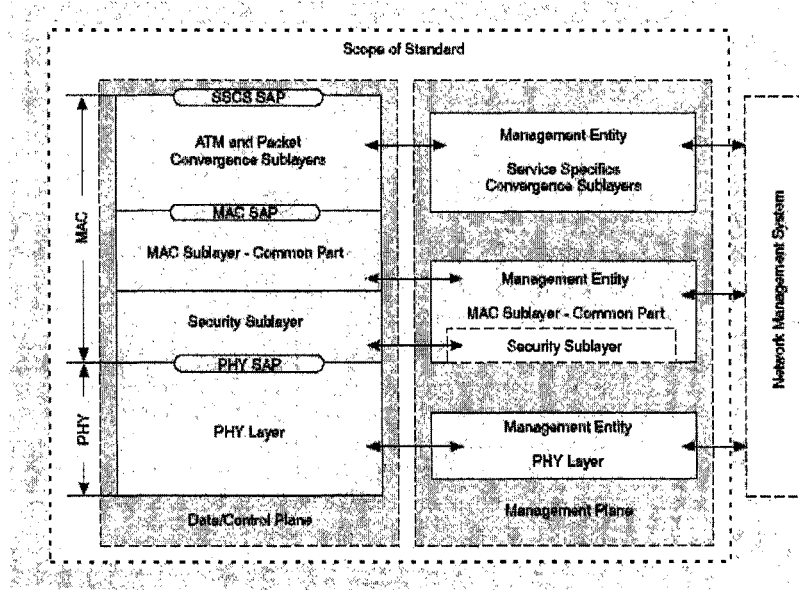 Scope of Standard
SSCS SAP
ATM and Packet
Convergence Sublayers
MAC SAP
MAC Sublayer - Common Part
Security Sublayer
PHY SAP
PHY Layer
Data/Control Plane
MAC
PHY
Management Entity
Service Specifics
Convergence Sublayers
Management Entity
MAC Sublayer - Common Part
Security Sublayer
Management Entity
PHY Layer
Management Plane
Network Management System